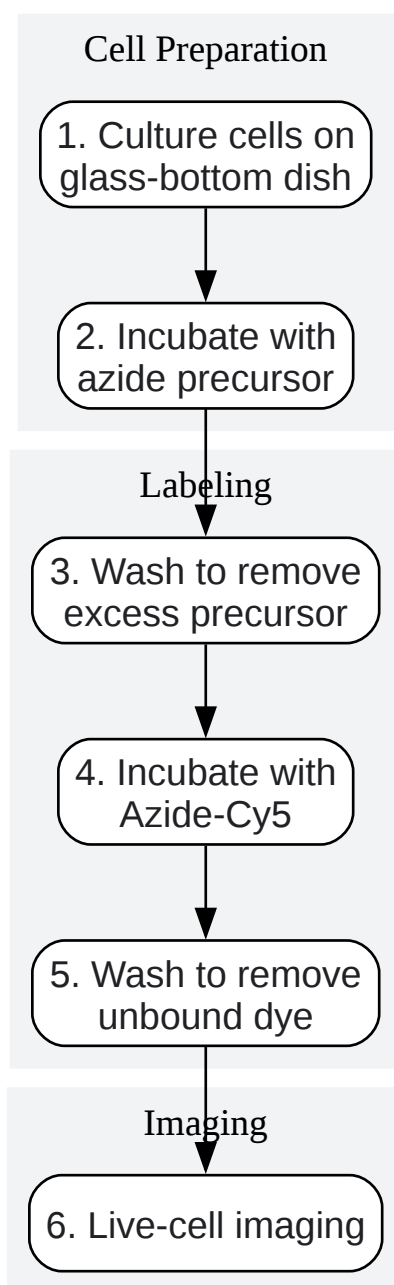 Cell Preparation
1. Culture cells on
glass-bottom dish
2. Incubate with
azide precursor
Labeling
3. Wash to remove
excess precursor
4. Incubate with
Azide-Cy5
5. Wash to remove
unbound dye
Imaging
6. Live-cell imaging